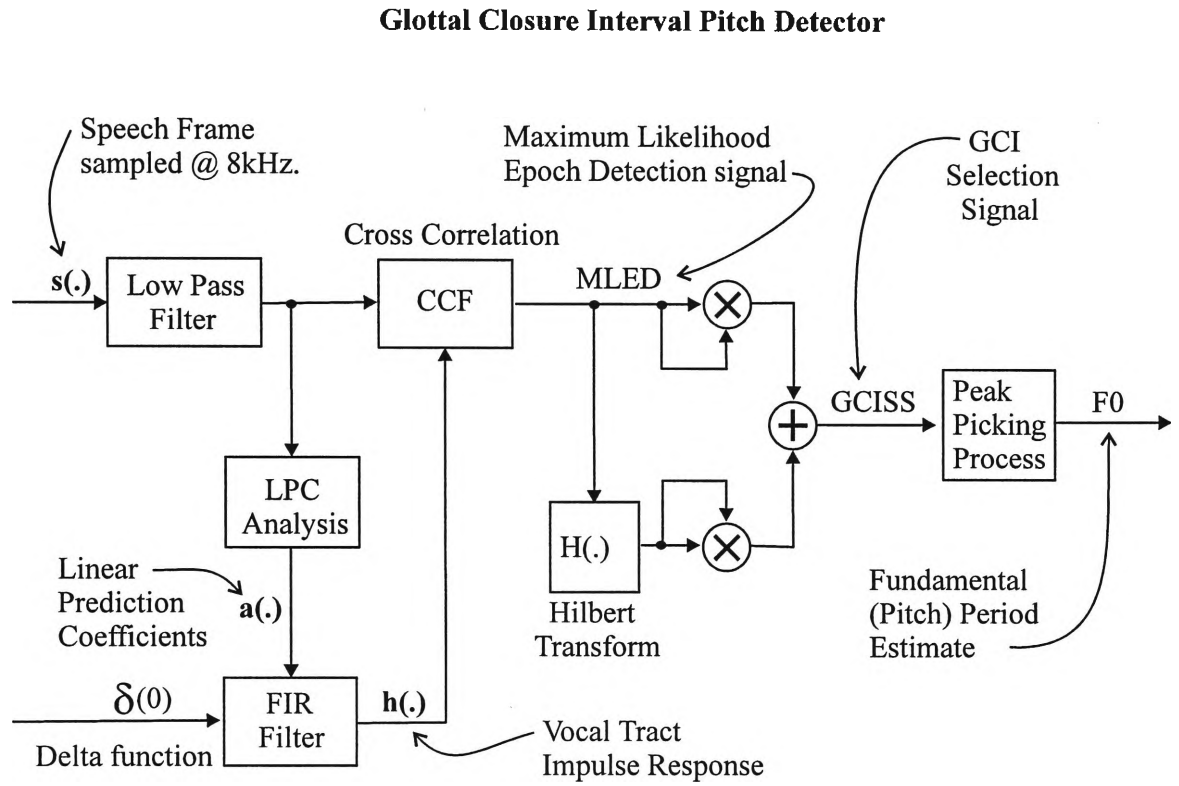 Glottal Closure Interval Pitch Detector
Speech Frame
sampled @ 8kHz.
Maximum Likelihood
Epoch Detection signal
GCI
Selection
Signal
Cross Correlation
s(.)
Low Pass
Filter
CCF
MLED
GCISS
Peak
Picking
Process
F0
LPC
Analysis
H(.)
Hilbert
Transform
Linear
Prediction
Coefficients
a(.)
Fundamental
(Pitch) Period
Estimate
δ(0)
Delta function
FIR
Filter
h(.)
Vocal Tract
Impulse Response